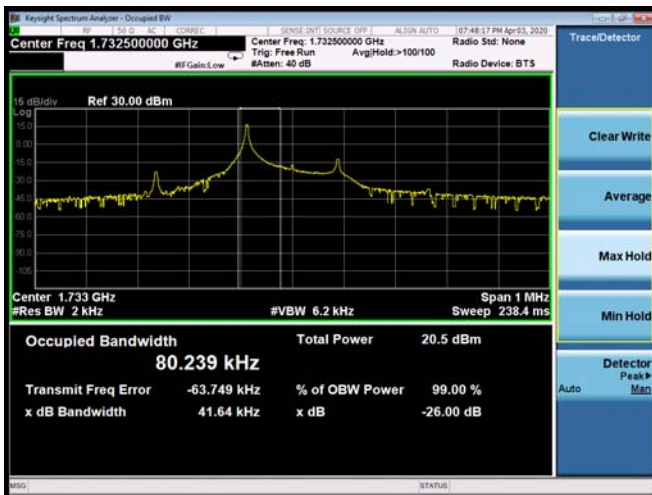 Keysight Spectrum Analyzer - Occupied BW
RF 50 Ω AC CORREC SENSE:INT SOURCE OFF ALIGN AUTO 07:48:17 PM Apr 03, 2020
Center Freq 1.732500000 GHz
Center Freq: 1.732500000 GHz Radio Std: None
Trig: Free Run Avg|Hold:>100/100
#IFGain:Low #Atten: 40 dB Radio Device: BTS
Trace/Detector
15 dB/div Ref 30.00 dBm
Log
15.0
0.00
-15.0
-30.0
-45.0
-60.0
-75.0
-90.0
-105
Center 1.733 GHz Span 1 MHz
#Res BW 2 kHz #VBW 6.2 kHz Sweep 238.4 ms
Occupied Bandwidth Total Power 20.5 dBm
80.239 kHz
Transmit Freq Error -63.749 kHz % of OBW Power 99.00 %
x dB Bandwidth 41.64 kHz x dB -26.00 dB
Clear Write
Average
Max Hold
Min Hold
Detector
Peak▶
Auto Man
MSG STATUS